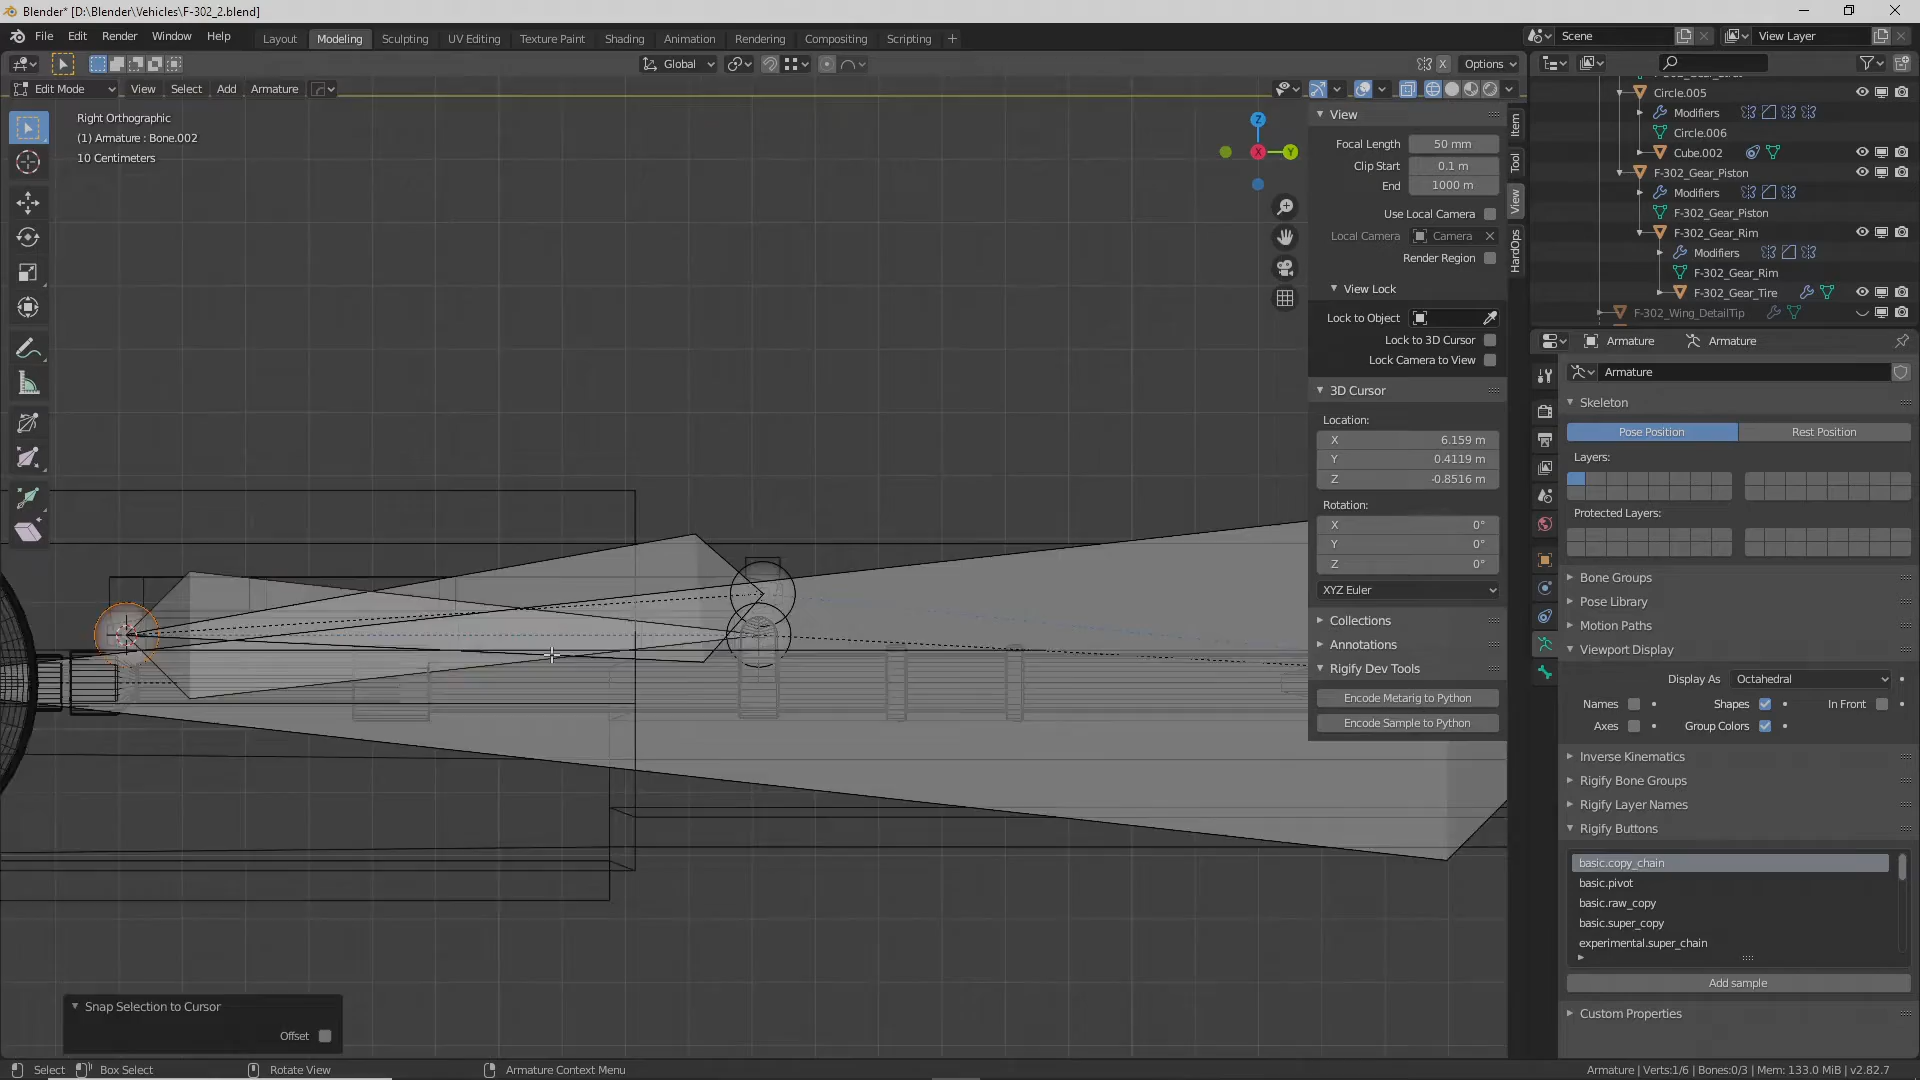 Blender* [D:\Blender\Vehicles\F-302_2.blend]
File Edit Render Window Help
Layout Modeling Sculpting UV Editing Texture Paint Shading Animation Rendering Compositing Scripting +
Scene
View Layer
Global
Options
Edit Mode View Select Add Armature
Right Orthographic
(1) Armature : Bone.002
10 Centimeters
Z
X
Y
View
Focal Length 50 mm
Clip Start 0.1 m
End 1000 m
Use Local Camera
Local Camera Camera
Render Region
View Lock
Lock to Object
Lock to 3D Cursor
Lock Camera to View
3D Cursor
Location:
X 6.159 m
Y 0.4119 m
Z -0.8516 m
Rotation:
X 0°
Y 0°
Z 0°
XYZ Euler
Collections
Annotations
Rigify Dev Tools
Encode Metarig to Python
Encode Sample to Python
Item
Tool
View
HardOps
Circle.005
Modifiers
Circle.006
Cube.002
F-302_Gear_Piston
Modifiers
F-302_Gear_Piston
F-302_Gear_Rim
Modifiers
F-302_Gear_Rim
F-302_Gear_Tire
F-302_Wing_DetailTip
Armature Armature
Armature
Skeleton
Pose Position Rest Position
Layers:
Protected Layers:
Bone Groups
Pose Library
Motion Paths
Viewport Display
Display As Octahedral
Names Shapes In Front
Axes Group Colors
Inverse Kinematics
Rigify Bone Groups
Rigify Layer Names
Rigify Buttons
basic.copy_chain
basic.pivot
basic.raw_copy
basic.super_copy
experimental.super_chain
Add sample
Custom Properties
Snap Selection to Cursor
Offset
Select Box Select Rotate View Armature Context Menu
Armature | Verts:1/6 | Bones:0/3 | Mem: 133.0 MiB | v2.82.7